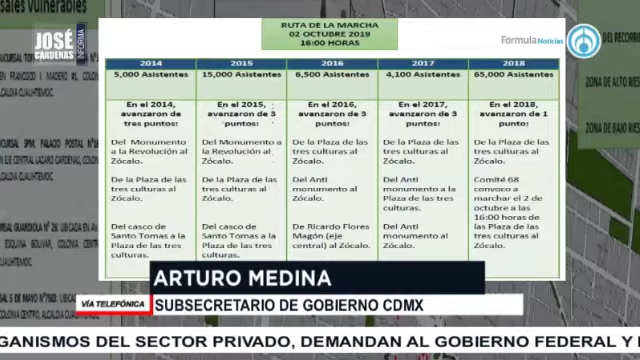 JOSÉ
CÁRDENAS
INFORMA
RUTA DE LA MARCHA
02 OCTUBRE 2019
16:00 HORAS
Fórmula Noticias
2014 2015 2016 2017 2018
5,000 Asistentes 15,000 Asistentes 6,500 Asistentes 4,100 Asistentes 65,000 Asistentes
En el 2014,
avanzaron de
tres puntos:
Del Monumento
a la Revolución al
Zócalo.
De la Plaza de las
tres culturas al
Zócalo.
Del casco de
Santo Tomas a la
Plaza de las tres
culturas.
En el 2015,
avanzaron de 3
puntos:
Del Monumento
a la Revolución al
Zócalo.
De la Plaza de las
tres culturas al
Zócalo.
Del casco de
Santo Tomas a la
Plaza de las tres
culturas.
En el 2016,
avanzaron de 3
puntos:
De la Plaza de las
tres culturas al
Zócalo.
Del Anti
monumento al
Zócalo.
De Ricardo Flores
Magón (eje
central) al Zócalo.
En el 2017,
avanzaron de 3
puntos:
De la Plaza de las
tres culturas al
Zócalo.
Del Anti
monumento a la
Plaza de las tres
culturas.
Del Anti
monumento al
Zócalo.
En el 2018,
avanzaron de 1
punto:
De la Plaza de las
tres culturas al
Zócalo.
Comité 68
convoco a
marchar el 2 de
octubre a las
16:00 horas de
la Plaza de las
tres culturas al
Zócalo.
ARTURO MEDINA
VÍA TELEFÓNICA
SUBSECRETARIO DE GOBIERNO CDMX
GANISMOS DEL SECTOR PRIVADO, DEMANDAN AL GOBIERNO FEDERAL Y